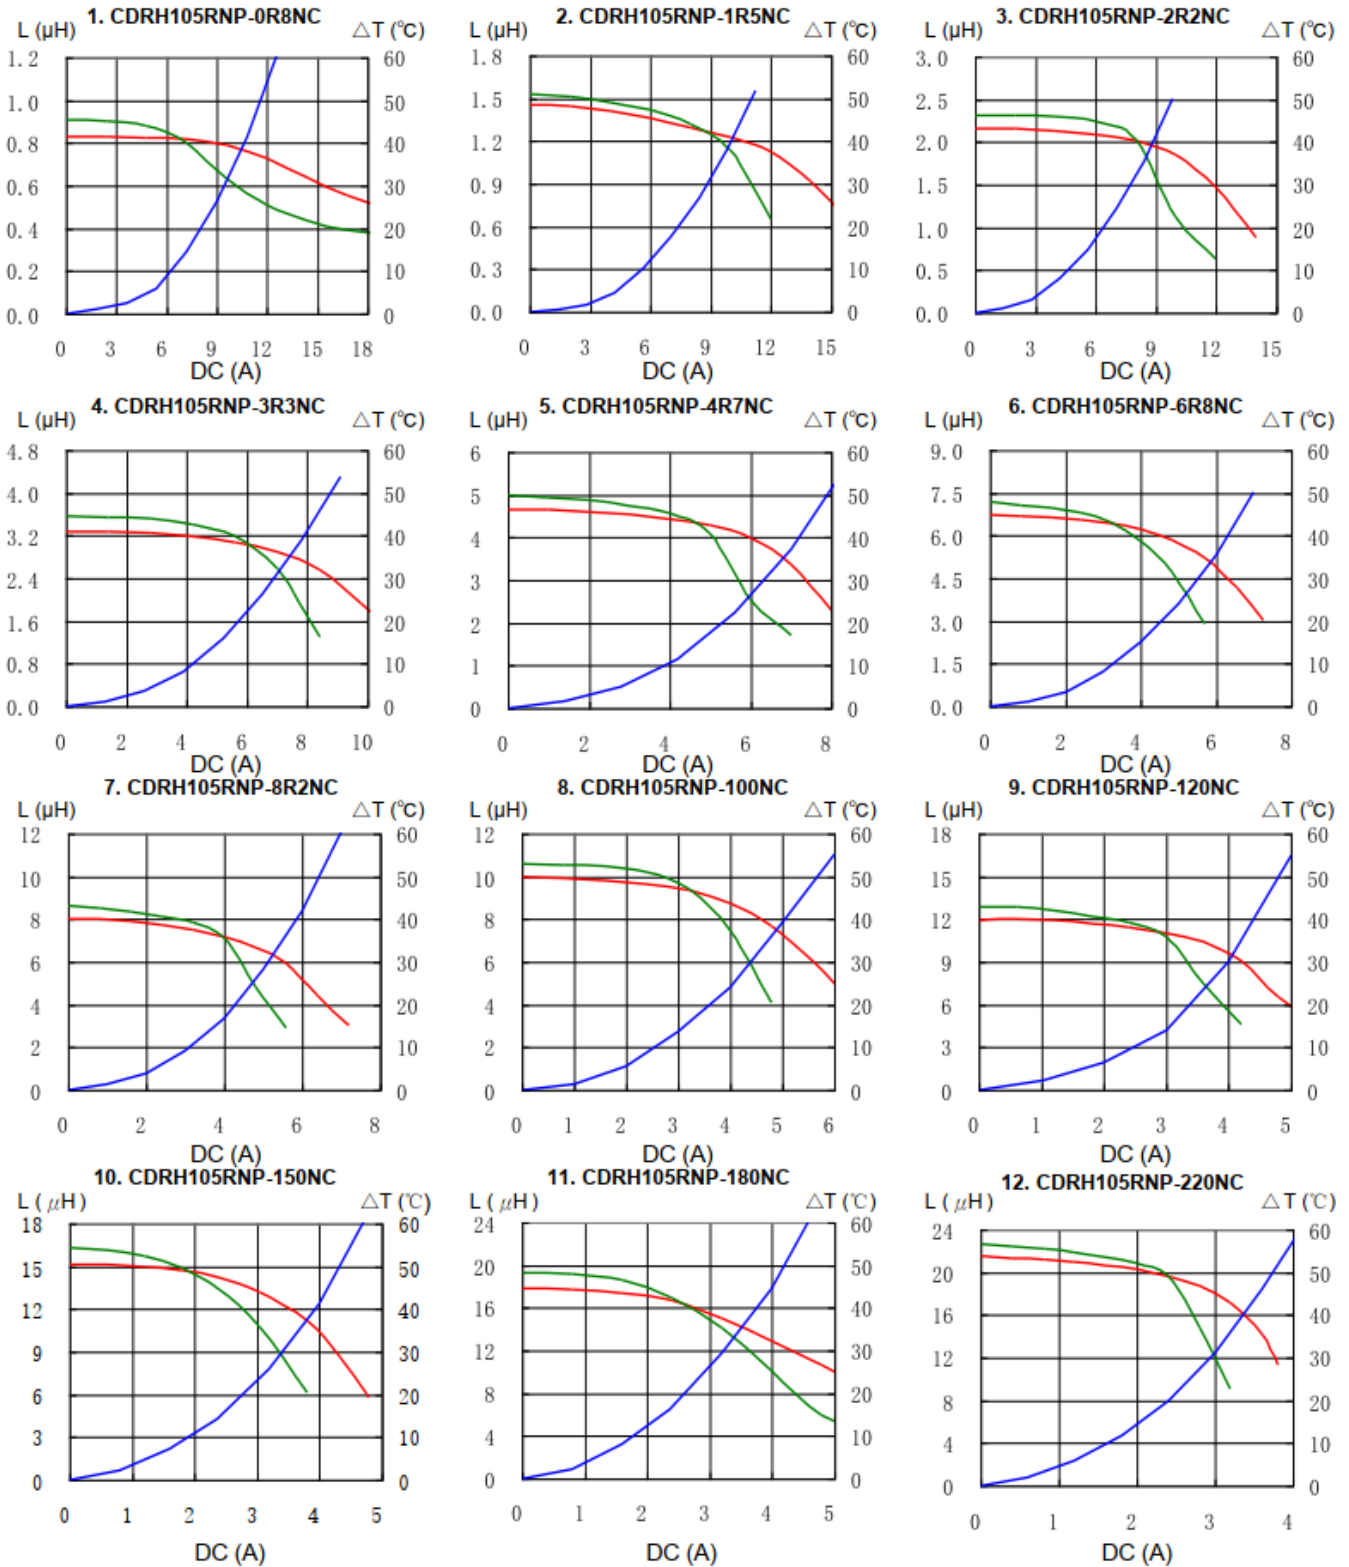 1. CDRH105RNP-0R8NC
L (μH) △T (℃)
1.2 60
1.0 50
0.8 40
0.6 30
0.4 20
0.2 10
0.0 0
0 3 6 9 12 15 18
DC (A)
2. CDRH105RNP-1R5NC
L (μH) △T (℃)
1.8 60
1.5 50
1.2 40
0.9 30
0.6 20
0.3 10
0.0 0
0 3 6 9 12 15
DC (A)
3. CDRH105RNP-2R2NC
L (μH) △T (℃)
3.0 60
2.5 50
2.0 40
1.5 30
1.0 20
0.5 10
0.0 0
0 3 6 9 12 15
DC (A)
4. CDRH105RNP-3R3NC
L (μH) △T (℃)
4.8 60
4.0 50
3.2 40
2.4 30
1.6 20
0.8 10
0.0 0
0 2 4 6 8 10
DC (A)
5. CDRH105RNP-4R7NC
L (μH) △T (℃)
6 60
5 50
4 40
3 30
2 20
1 10
0 0
0 2 4 6 8
DC (A)
6. CDRH105RNP-6R8NC
L (μH) △T (℃)
9.0 60
7.5 50
6.0 40
4.5 30
3.0 20
1.5 10
0.0 0
0 2 4 6 8
DC (A)
7. CDRH105RNP-8R2NC
L (μH) △T (℃)
12 60
10 50
8 40
6 30
4 20
2 10
0 0
0 2 4 6 8
DC (A)
8. CDRH105RNP-100NC
L (μH) △T (℃)
12 60
10 50
8 40
6 30
4 20
2 10
0 0
0 1 2 3 4 5 6
DC (A)
9. CDRH105RNP-120NC
L (μH) △T (℃)
18 60
15 50
12 40
9 30
6 20
3 10
0 0
0 1 2 3 4 5
DC (A)
10. CDRH105RNP-150NC
L ( μH ) △T (℃)
18 60
15 50
12 40
9 30
6 20
3 10
0 0
0 1 2 3 4 5
DC (A)
11. CDRH105RNP-180NC
L ( μH ) △T (℃)
24 60
20 50
16 40
12 30
8 20
4 10
0 0
0 1 2 3 4 5
DC (A)
12. CDRH105RNP-220NC
L ( μH ) △T (℃)
24 60
20 50
16 40
12 30
8 20
4 10
0 0
0 1 2 3 4
DC (A)